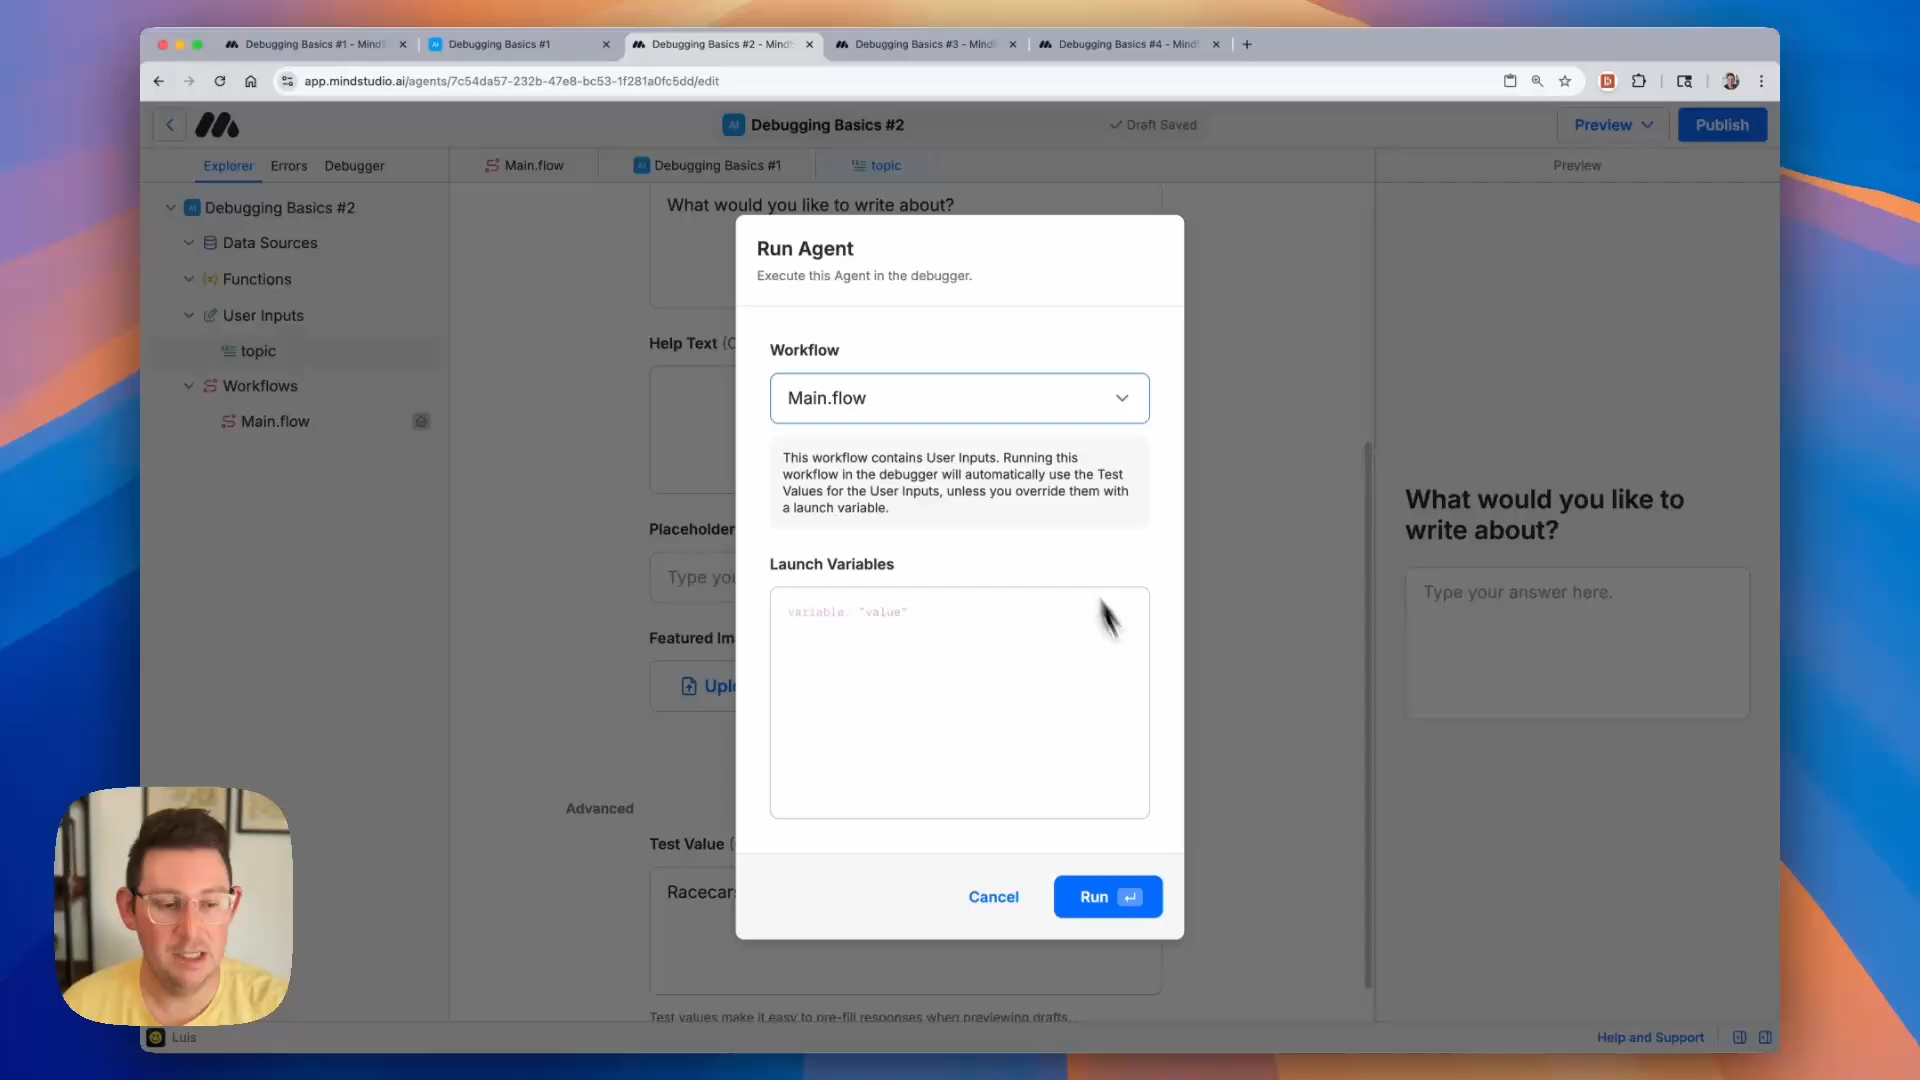 Debugging Basics #1 - Mind
Debugging Basics #1
Debugging Basics #2 - Mind
Debugging Basics #3 - Mind
Debugging Basics #4 - Mind
app.mindstudio.ai/agents/7c54da57-232b-47e8-bc53-1f281a0fc5dd/edit
AI Debugging Basics #2
Draft Saved
Preview
Publish
Explorer
Errors
Debugger
Main.flow
AI Debugging Basics #1
topic
Preview
AI Debugging Basics #2
Data Sources
Functions
User Inputs
topic
Workflows
Main.flow
What would you like to write about?
Help Text
Placeholder
Type you
Featured Im
Uplo
Advanced
Test Value
Racecar
Test values make it easy to pre-fill responses when previewing drafts.
Run Agent
Execute this Agent in the debugger.
Workflow
Main.flow
This workflow contains User Inputs. Running this
workflow in the debugger will automatically use the Test
Values for the User Inputs, unless you override them with
a launch variable.
Launch Variables
variable. "value"
Cancel
Run
What would you like to
write about?
Type your answer here.
Luis
Help and Support